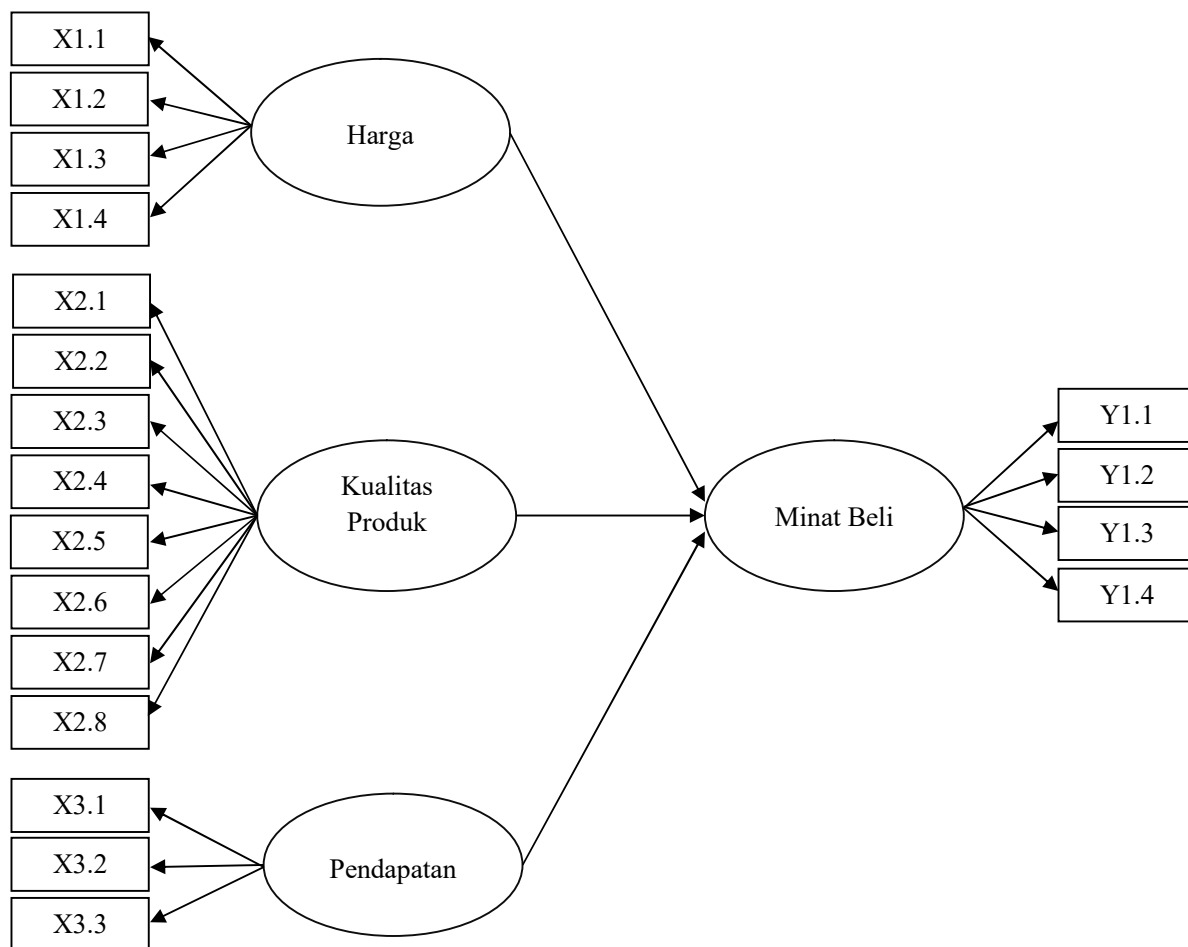 X1.1
X1.2
X1.3
X1.4
Harga
X2.1
X2.2
X2.3
X2.4
X2.5
X2.6
X2.7
X2.8
Kualitas
Produk
Minat Beli
Y1.1
Y1.2
Y1.3
Y1.4
X3.1
X3.2
X3.3
Pendapatan